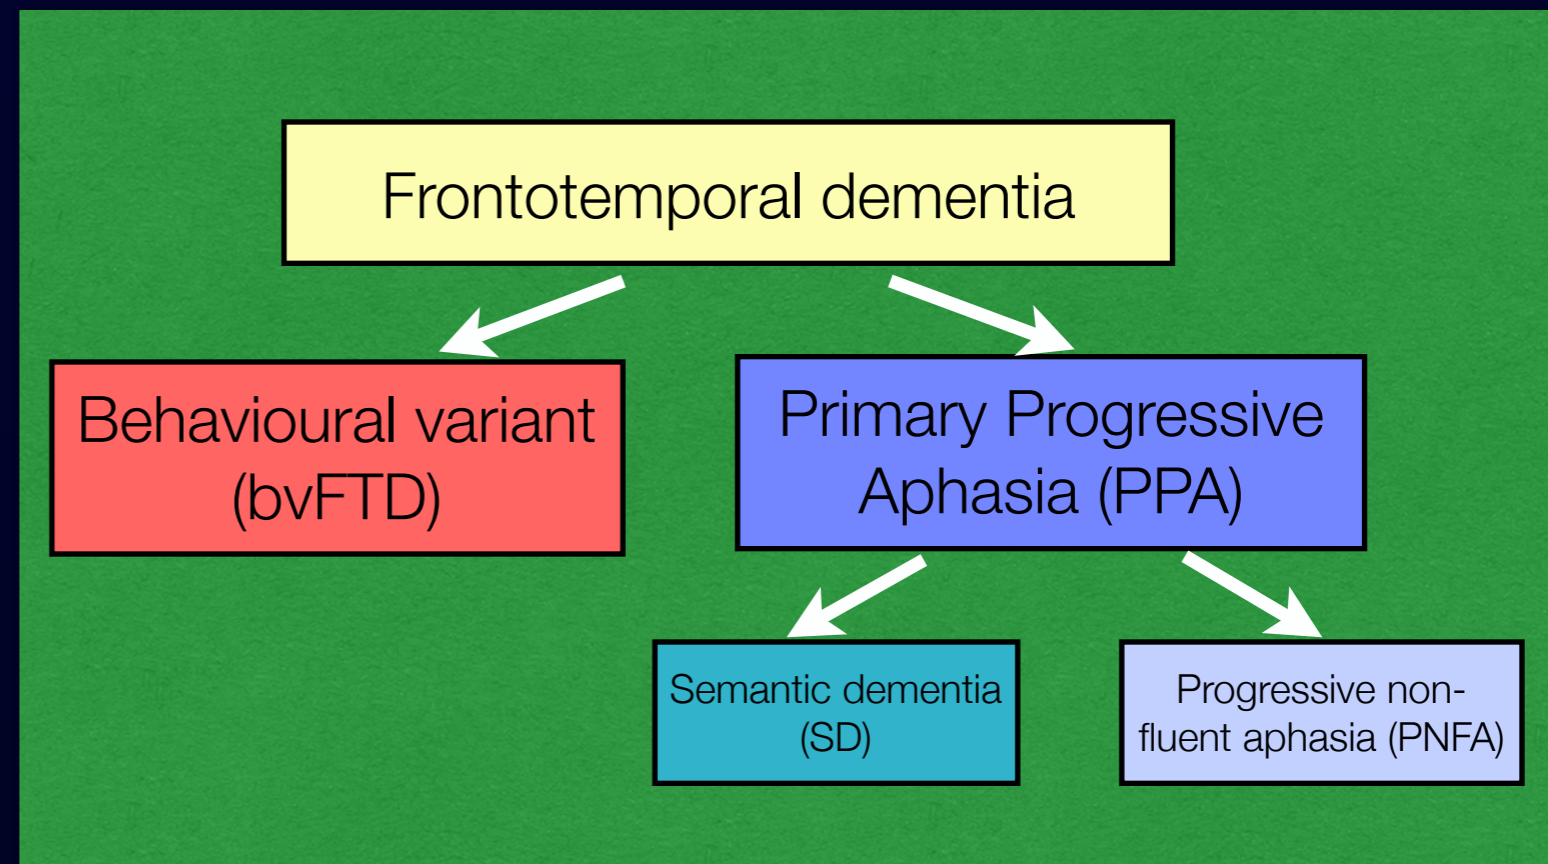 Frontotemporal dementia
Behavioural variant
(bvFTD)
Primary Progressive
Aphasia (PPA)
Semantic dementia
(SD)
Progressive non-
fluent aphasia (PNFA)